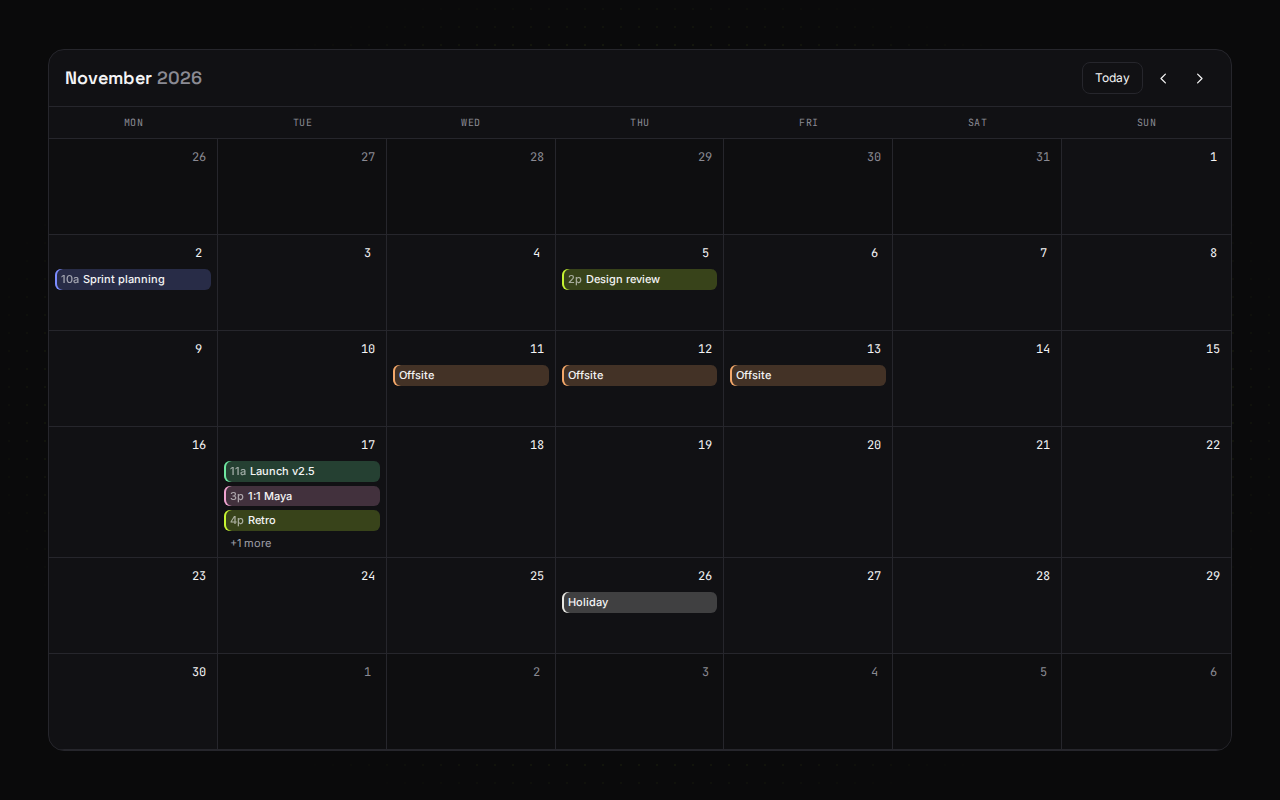 November 2026
Today
MON TUE WED THU FRI SAT SUN
26 27 28 29 30 31 1
2 3 4 5 6 7 8
10a Sprint planning
2p Design review
9 10 11 12 13 14 15
Offsite
Offsite
Offsite
16 17 18 19 20 21 22
11a Launch v2.5
3p 1:1 Maya
4p Retro
+1 more
23 24 25 26 27 28 29
Holiday
30 1 2 3 4 5 6